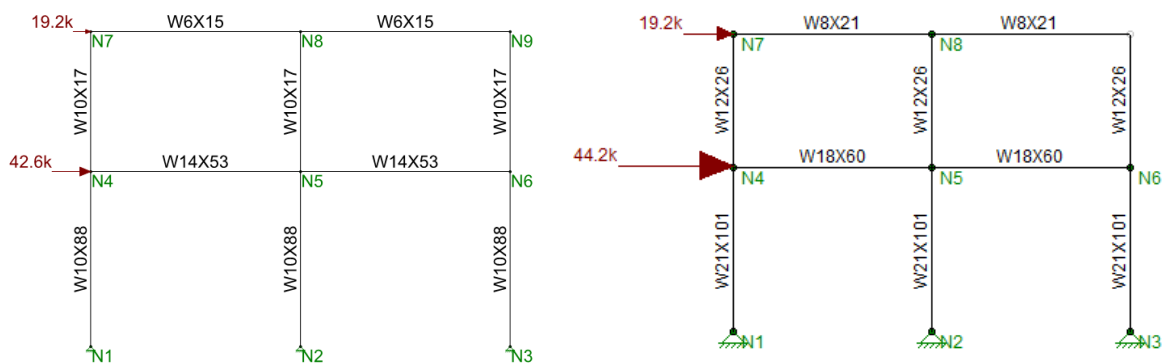 W6X15 W6X15
19.2k
N7 N8 N9
W10X17 W10X17 W10X17
W14X53 W14X53
42.6k
N4 N5 N6
W10X88 W10X88 W10X88
N1 N2 N3
W8X21 W8X21
19.2k
N7 N8
W12X26 W12X26 W12X26
W18X60 W18X60
44.2k
N4 N5 N6
W21X101 W21X101 W21X101
N1 N2 N3